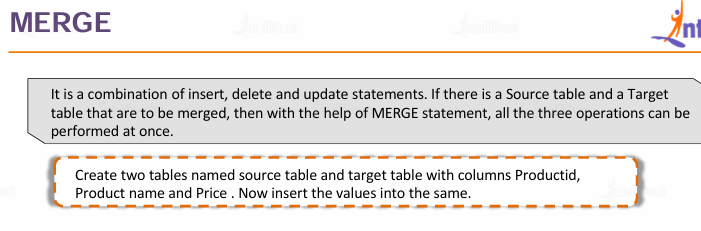 MERGE
It is a combination of insert, delete and update statements. If there is a Source table and a Target
table that are to be merged, then with the help of MERGE statement, all the three operations can be
performed at once.
Create two tables named source table and target table with columns Productid,
Product name and Price . Now insert the values into the same.